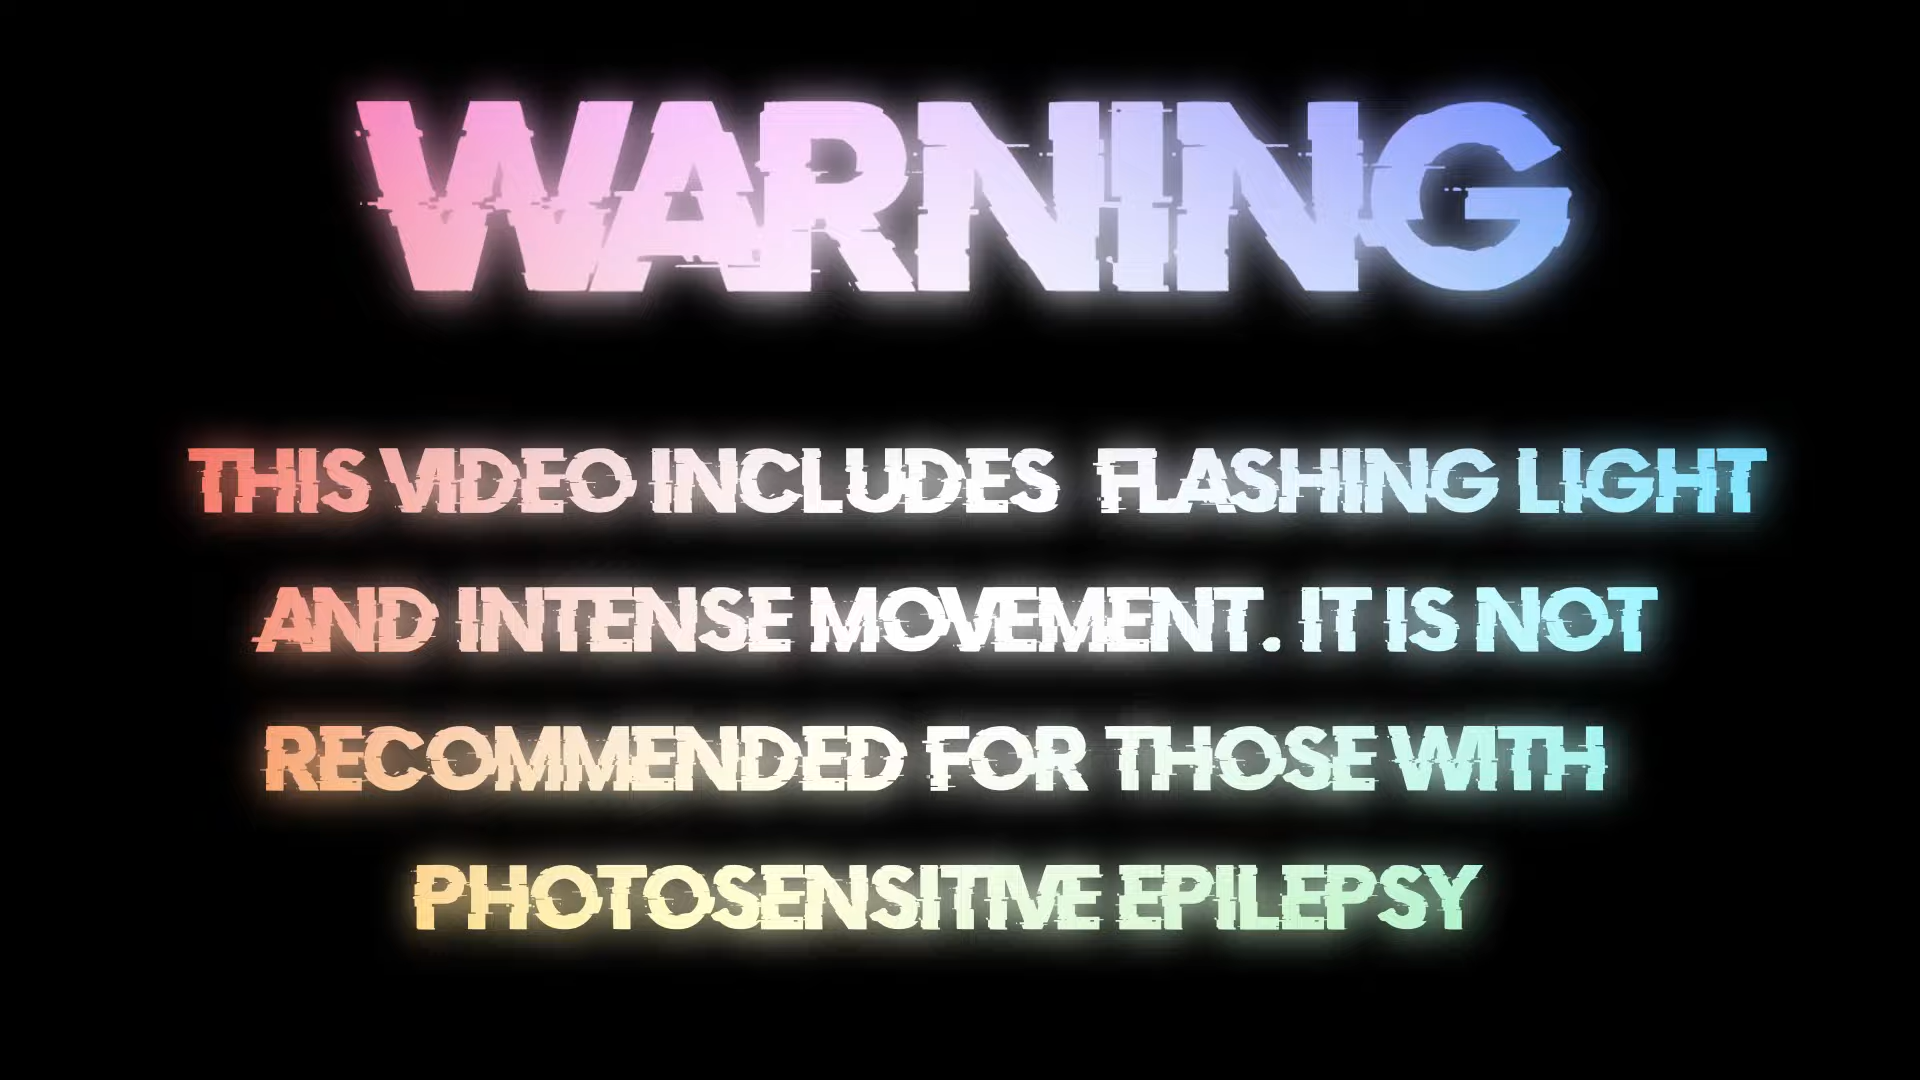 WARNING
THIS VIDEO INCLUDES FLASHING LIGHT
AND INTENSE MOVEMENT. IT IS NOT
RECOMMENDED FOR THOSE WITH
PHOTOSENSITIVE EPILEPSY